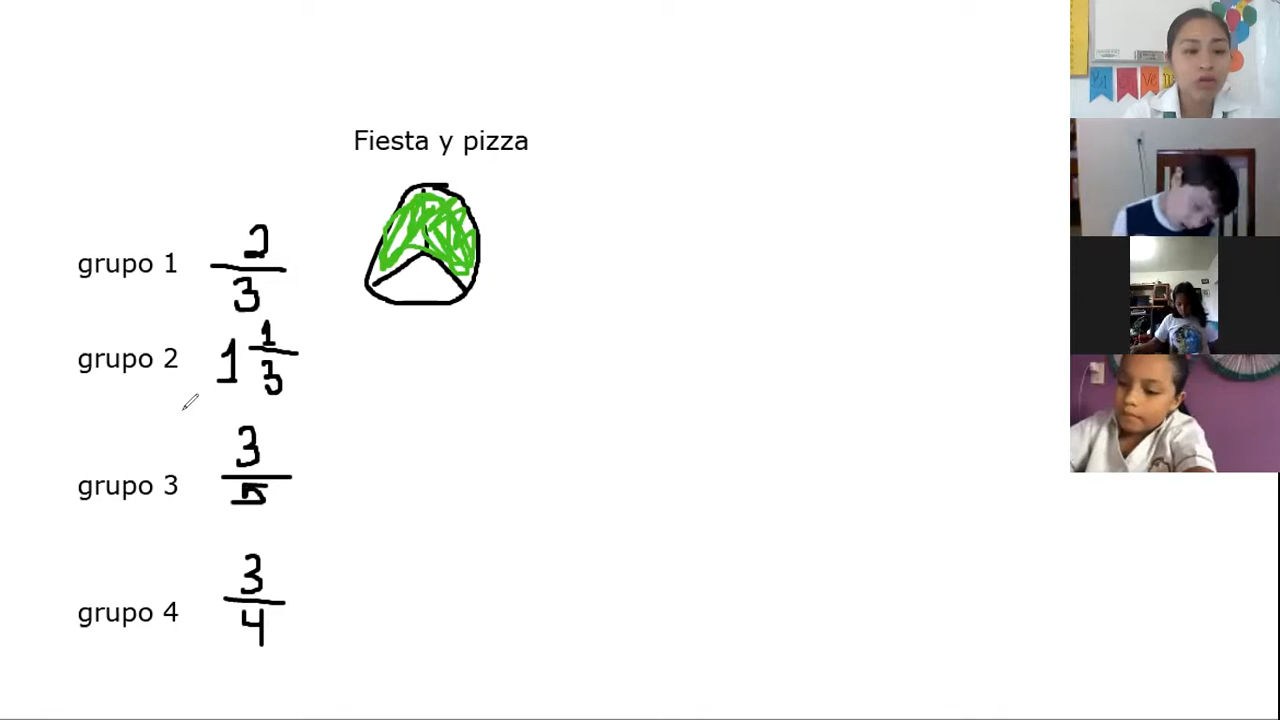 Fiesta y pizza
grupo 1 2/3
grupo 2 1 1/3
grupo 3 3/5
grupo 4 3/4